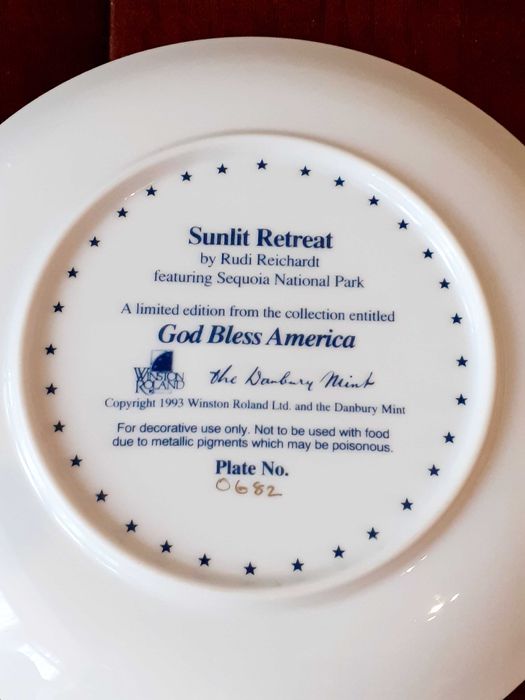 Sunlit Retreat
by Rudi Reichardt
featuring Sequoia National Park
A limited edition from the collection entitled
God Bless America
WINSTON
ROLAND
the Danbury Mint
Copyright 1993 Winston Roland Ltd. and the Danbury Mint
For decorative use only. Not to be used with food
due to metallic pigments which may be poisonous.
Plate No.
0682